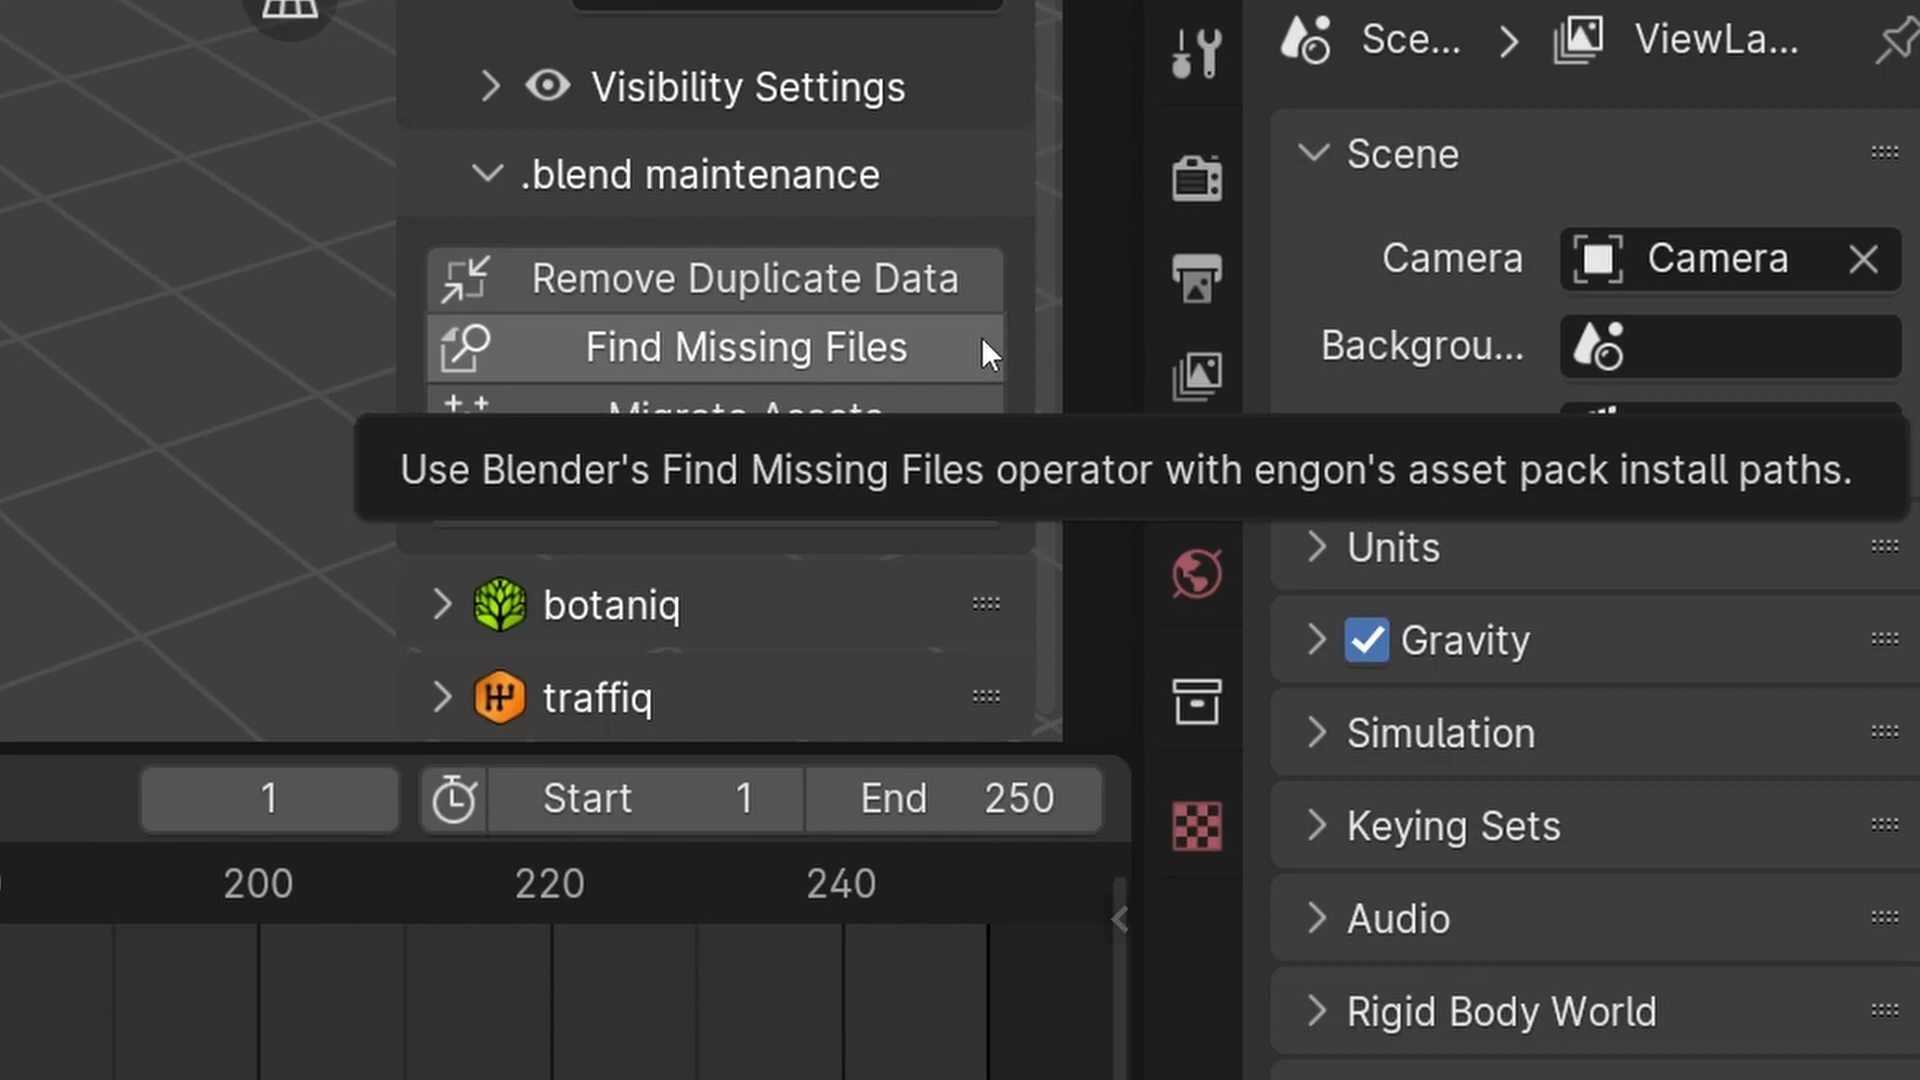 Sce... ViewLa...
Visibility Settings
.blend maintenance
Remove Duplicate Data
Find Missing Files
Migrate Assets
Use Blender's Find Missing Files operator with engon's asset pack install paths.
botaniq
traffiq
1 Start 1 End 250
200 220 240
Scene
Camera Camera
Backgrou...
Units
Gravity
Simulation
Keying Sets
Audio
Rigid Body World